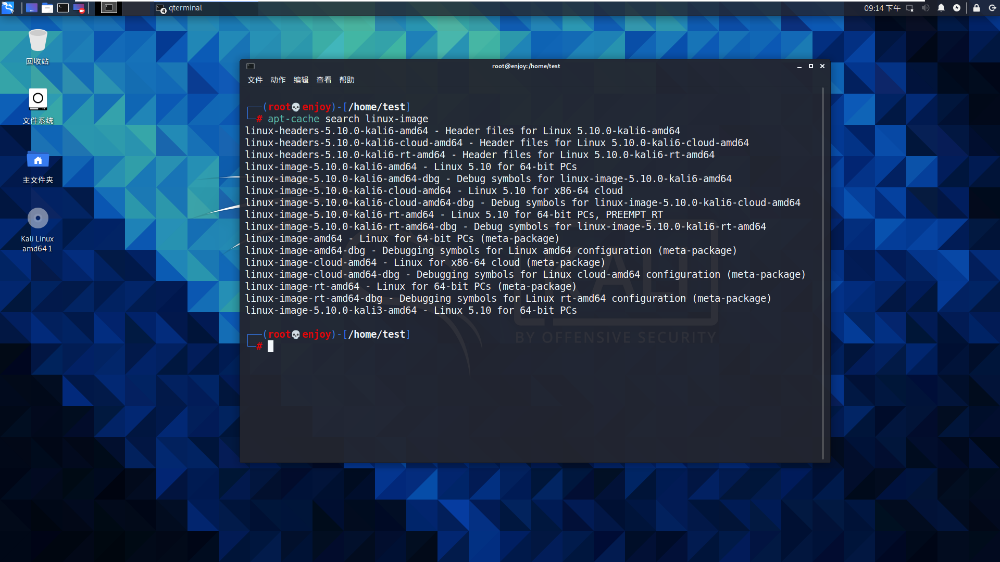 4 qterminal
09:14 下午
回收站
文件系统
主文件夹
Kali Linux
amd64 1
root@enjoy: /home/test
文件 动作 编辑 查看 帮助
┌──(root💀enjoy)-[/home/test]
└─# apt-cache search linux-image
linux-headers-5.10.0-kali6-amd64 - Header files for Linux 5.10.0-kali6-amd64
linux-headers-5.10.0-kali6-cloud-amd64 - Header files for Linux 5.10.0-kali6-cloud-amd64
linux-headers-5.10.0-kali6-rt-amd64 - Header files for Linux 5.10.0-kali6-rt-amd64
linux-image-5.10.0-kali6-amd64 - Linux 5.10 for 64-bit PCs
linux-image-5.10.0-kali6-amd64-dbg - Debug symbols for linux-image-5.10.0-kali6-amd64
linux-image-5.10.0-kali6-cloud-amd64 - Linux 5.10 for x86-64 cloud
linux-image-5.10.0-kali6-cloud-amd64-dbg - Debug symbols for linux-image-5.10.0-kali6-cloud-amd64
linux-image-5.10.0-kali6-rt-amd64 - Linux 5.10 for 64-bit PCs, PREEMPT_RT
linux-image-5.10.0-kali6-rt-amd64-dbg - Debug symbols for linux-image-5.10.0-kali6-rt-amd64
linux-image-amd64 - Linux for 64-bit PCs (meta-package)
linux-image-amd64-dbg - Debugging symbols for Linux amd64 configuration (meta-package)
linux-image-cloud-amd64 - Linux for x86-64 cloud (meta-package)
linux-image-cloud-amd64-dbg - Debugging symbols for Linux cloud-amd64 configuration (meta-package)
linux-image-rt-amd64 - Linux for 64-bit PCs (meta-package)
linux-image-rt-amd64-dbg - Debugging symbols for Linux rt-amd64 configuration (meta-package)
linux-image-5.10.0-kali3-amd64 - Linux 5.10 for 64-bit PCs
┌──(root💀enjoy)-[/home/test]
└─#
KALI
BY OFFENSIVE SECURITY